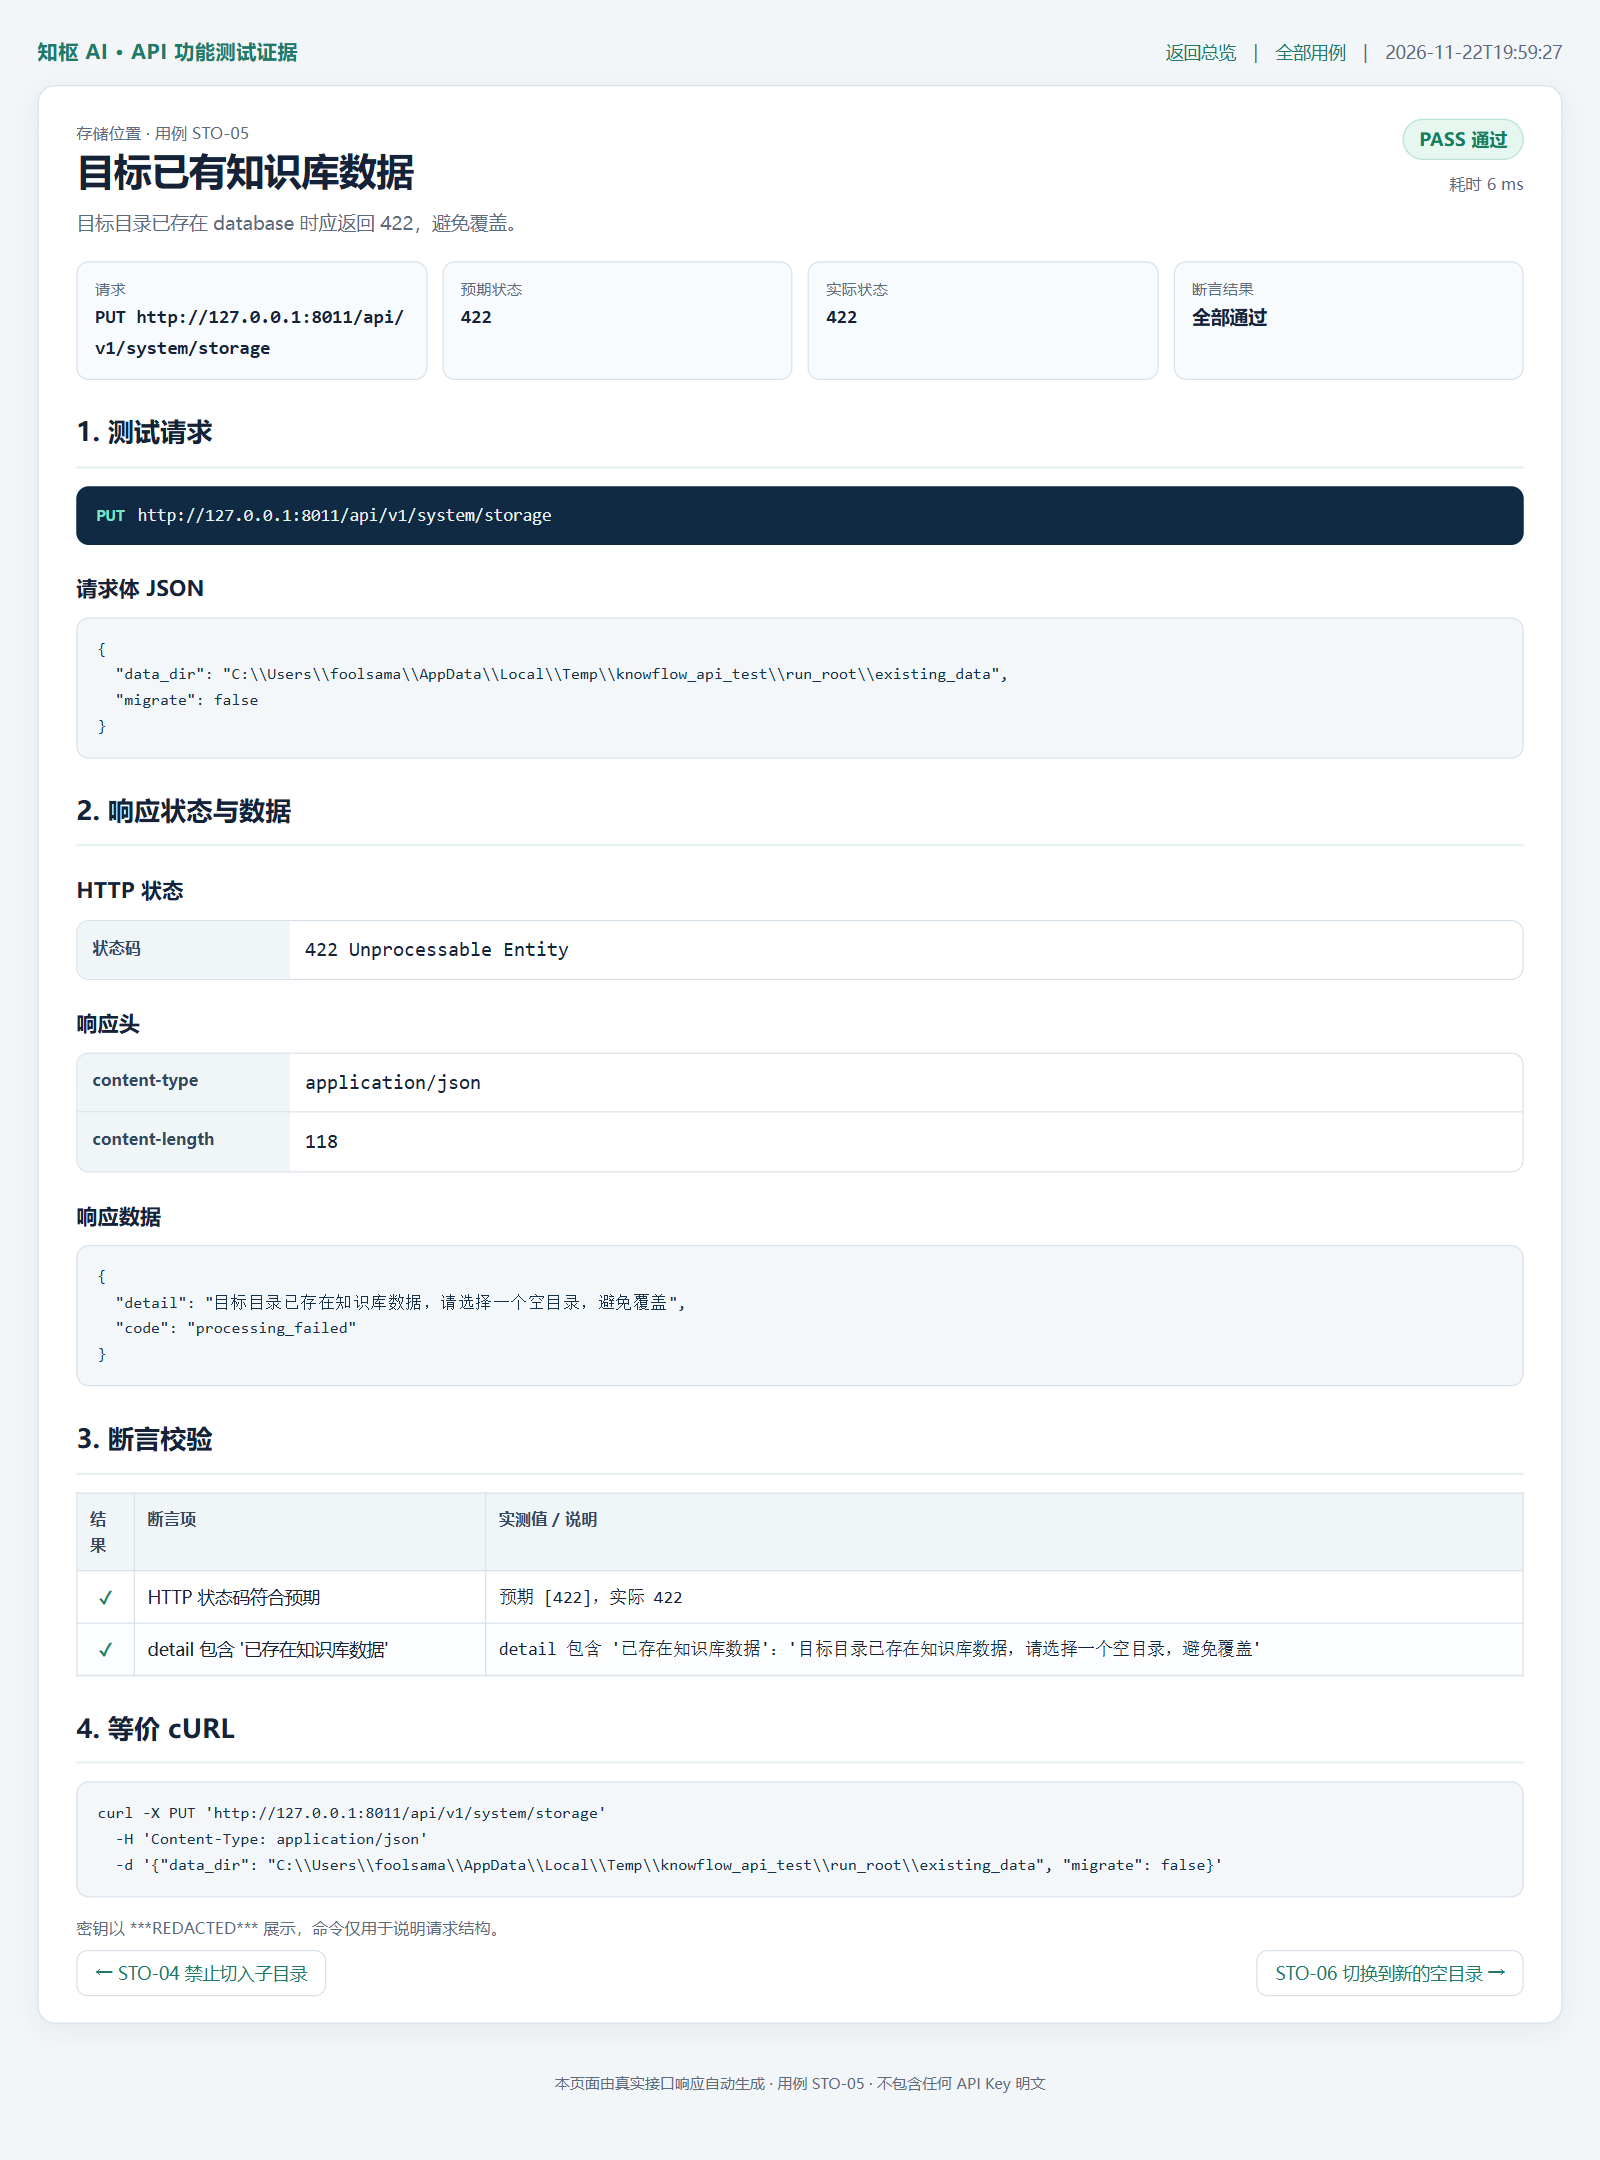 知枢 AI • API 功能测试证据
返回总览 | 全部用例 | 2026-11-22T19:59:27
存储位置 · 用例 STO-05
PASS 通过
目标已有知识库数据
耗时 6 ms
目标目录已存在 database 时应返回 422，避免覆盖。
请求
PUT http://127.0.0.1:8011/api/
v1/system/storage
预期状态
422
实际状态
422
断言结果
全部通过
1. 测试请求
PUT http://127.0.0.1:8011/api/v1/system/storage
请求体 JSON
{
  "data_dir": "C:\\Users\\foolsama\\AppData\\Local\\Temp\\knowflow_api_test\\run_root\\existing_data",
  "migrate": false
}
2. 响应状态与数据
HTTP 状态
状态码 422 Unprocessable Entity
响应头
content-type application/json
content-length 118
响应数据
{
  "detail": "目标目录已存在知识库数据，请选择一个空目录，避免覆盖",
  "code": "processing_failed"
}
3. 断言校验
结
果
断言项
实测值 / 说明
✓ HTTP 状态码符合预期 预期 [422]，实际 422
✓ detail 包含 '已存在知识库数据' detail 包含 '已存在知识库数据'：'目标目录已存在知识库数据，请选择一个空目录，避免覆盖'
4. 等价 cURL
curl -X PUT 'http://127.0.0.1:8011/api/v1/system/storage'
  -H 'Content-Type: application/json'
  -d '{"data_dir": "C:\\Users\\foolsama\\AppData\\Local\\Temp\\knowflow_api_test\\run_root\\existing_data", "migrate": false}'
密钥以 ***REDACTED*** 展示，命令仅用于说明请求结构。
← STO-04 禁止切入子目录
STO-06 切换到新的空目录 →
本页面由真实接口响应自动生成 · 用例 STO-05 · 不包含任何 API Key 明文